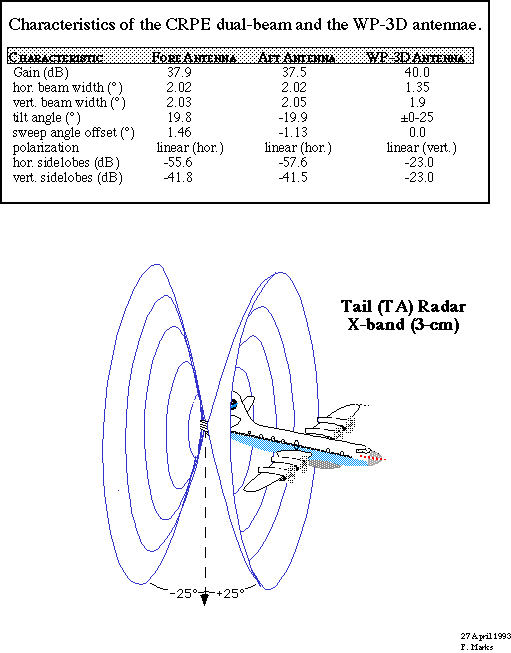 Characteristics of the CRPE dual-beam and the WP-3D antennae.
CHARACTERISTIC FORE ANTENNA AFT ANTENNA WP-3D ANTENNA
Gain (dB) 37.9 37.5 40.0
hor. beam width (°) 2.02 2.02 1.35
vert. beam width (°) 2.03 2.05 1.9
tilt angle (°) 19.8 -19.9 ±0-25
sweep angle offset (°) 1.46 -1.13 0.0
polarization linear (hor.) linear (hor.) linear (vert.)
hor. sidelobes (dB) -55.6 -57.6 -23.0
vert. sidelobes (dB) -41.8 -41.5 -23.0
Tail (TA) Radar
X-band (3-cm)
-25° +25°
27 April 1993
F. Marks